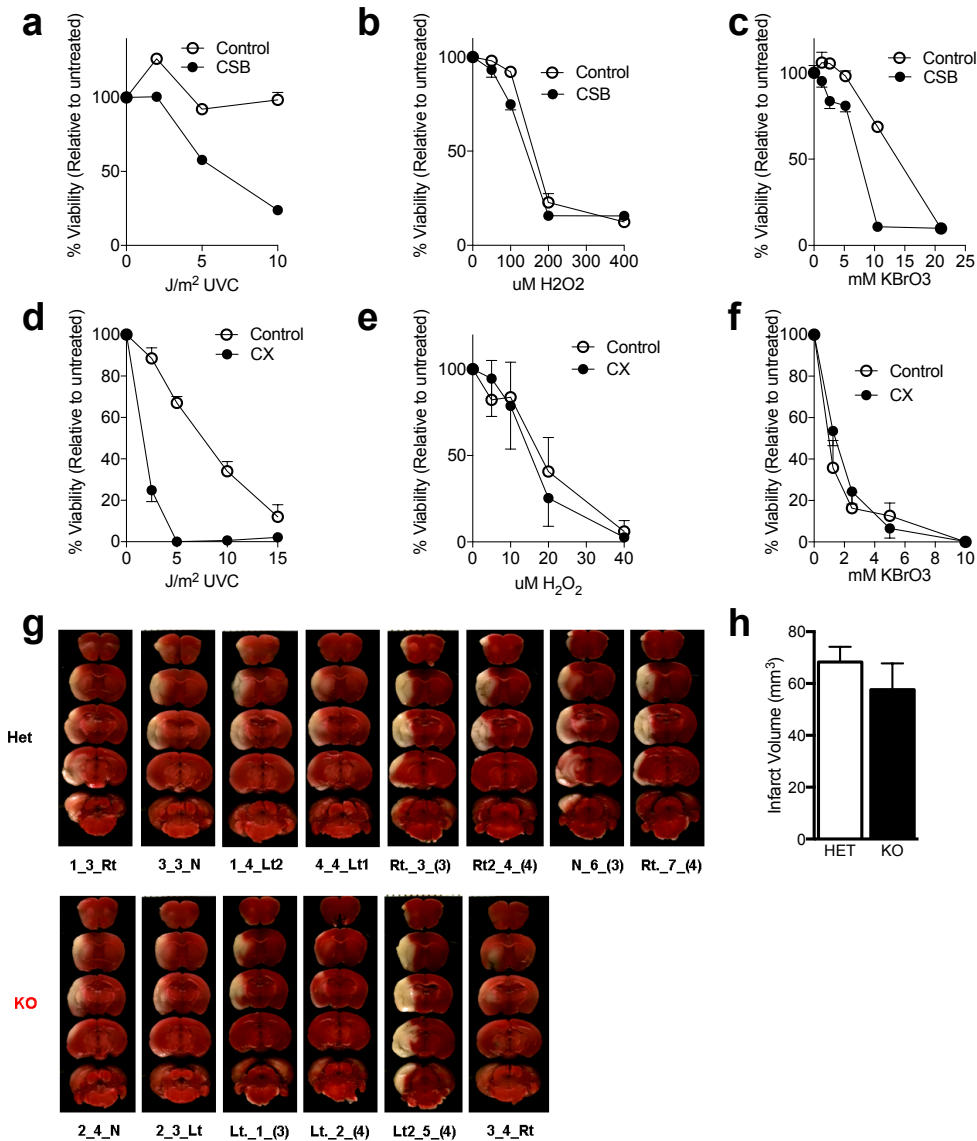 a
% Viability (Relative to untreated)
100
50
0
0 5 10
J/m² UVC
Control
CSB
b
% Viability (Relative to untreated)
100
50
0
0 100 200 300 400
uM H2O2
Control
CSB
c
% Viability (Relative to untreated)
100
50
0
0 5 10 15 20 25
mM KBrO3
Control
CSB
d
% Viability (Relative to untreated)
100
80
60
40
20
0
0 5 10 15
J/m² UVC
Control
CX
e
% Viability (Relative to untreated)
100
50
0
0 10 20 30 40
uM H₂O₂
Control
CX
f
% Viability (Relative to untreated)
100
80
60
40
20
0
0 2 4 6 8 10
mM KBrO3
Control
CX
g
Het
1_3_Rt 3_3_N 1_4_Lt2 4_4_Lt1 Rt._3_(3) Rt2_4_(4) N_6_(3) Rt._7_(4)
KO
2_4_N 2_3_Lt Lt._1_(3) Lt._2_(4) Lt2_5_(4) 3_4_Rt
h
Infarct Volume (mm³)
80
60
40
20
0
HET KO